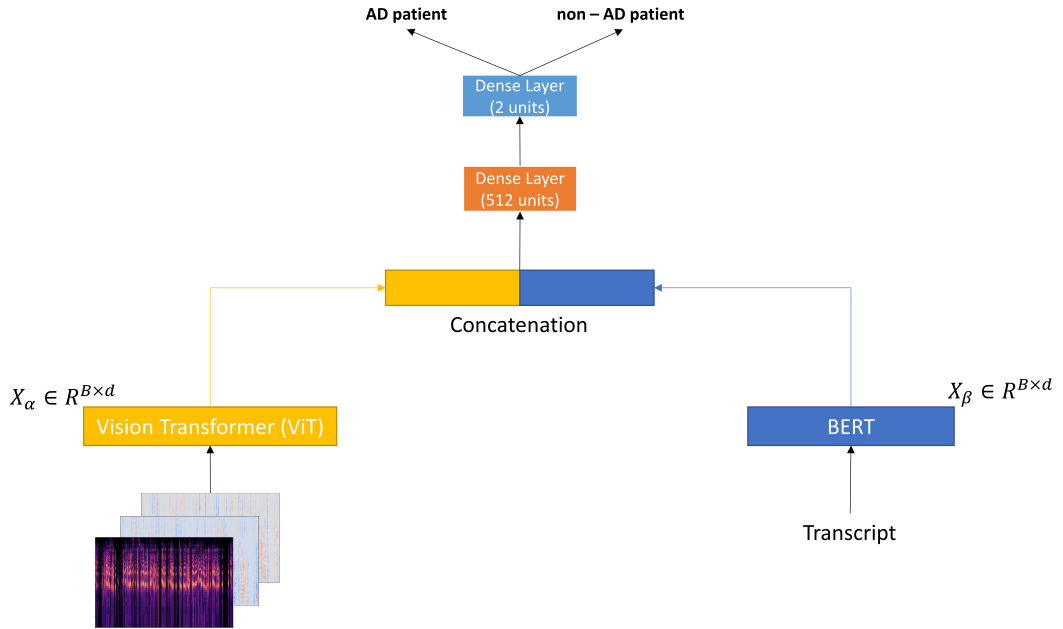 AD patient
non – AD patient
Dense Layer
(2 units)
Dense Layer
(512 units)
Concatenation
X_α ∈ R^{B×d}
X_β ∈ R^{B×d}
Vision Transformer (ViT)
BERT
Transcript